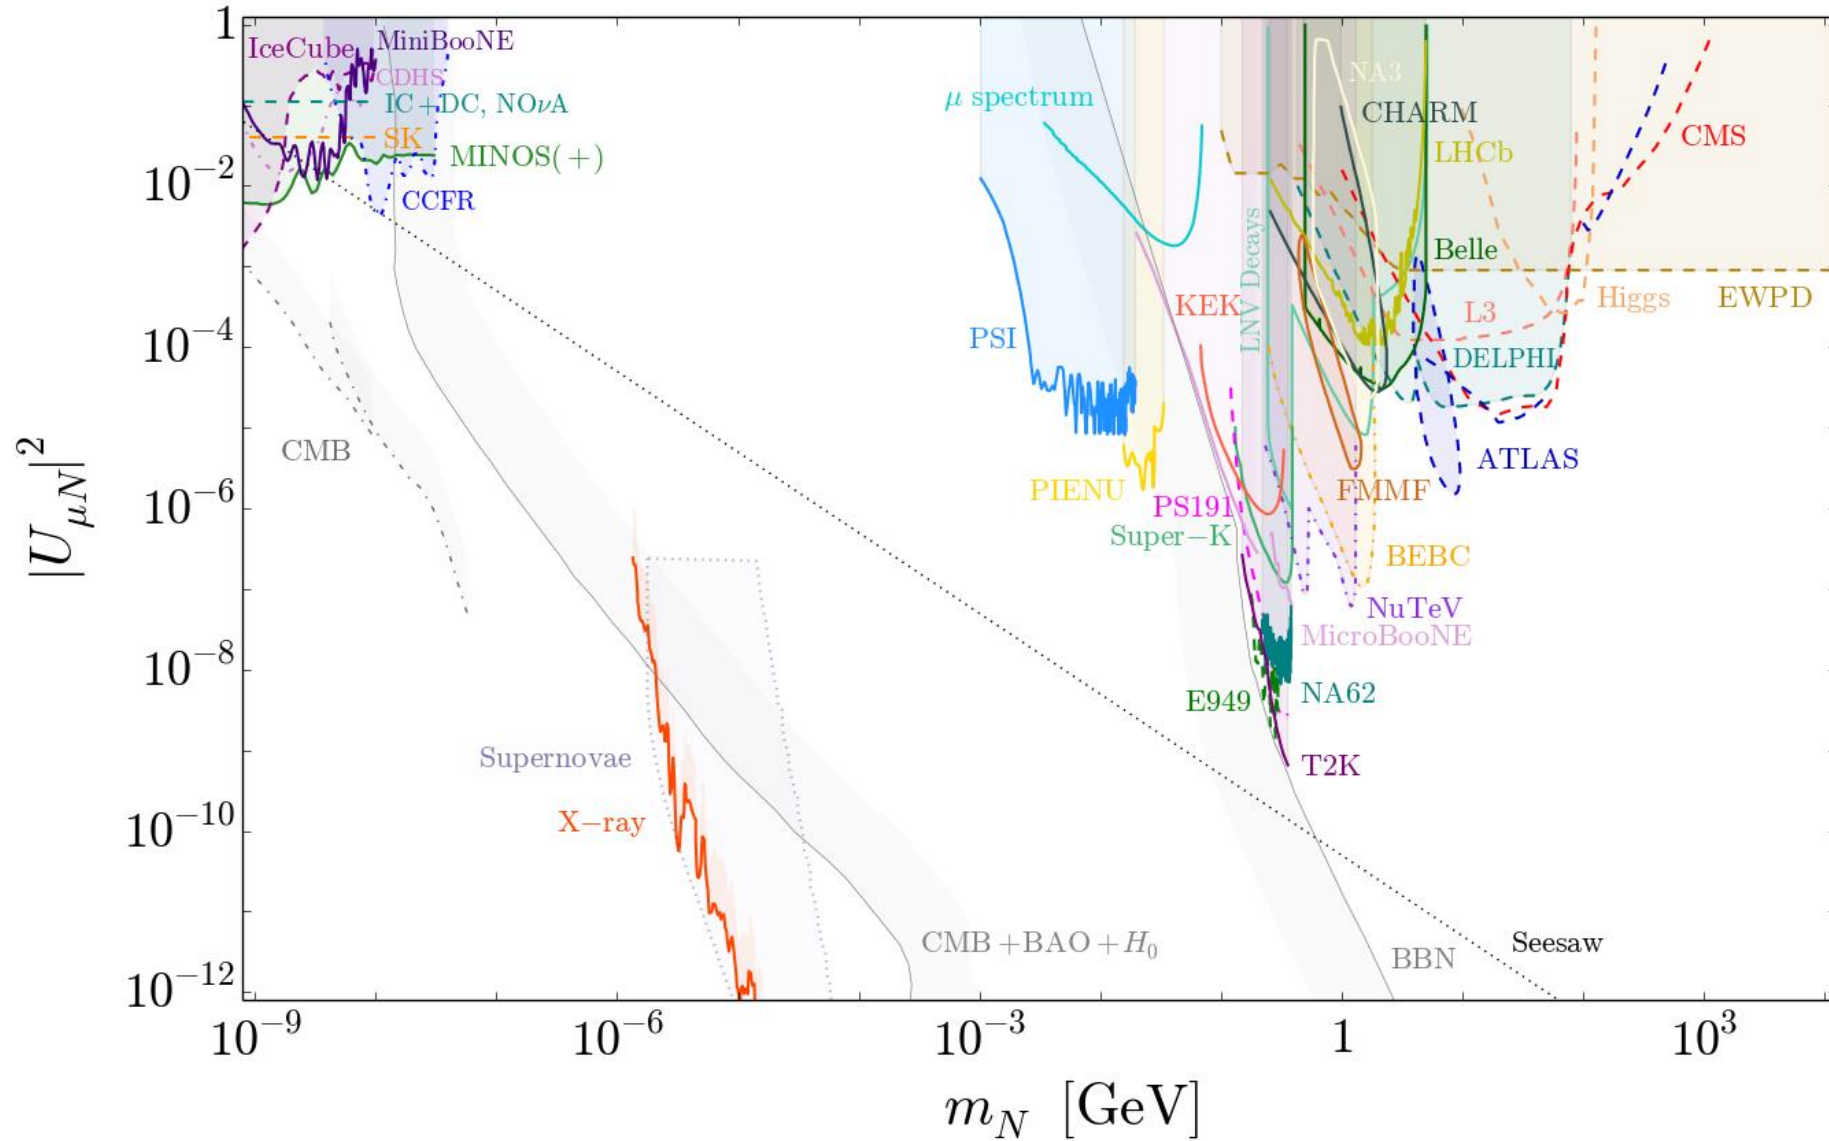 1
IceCube
MiniBooNE
CDHS
NA3
μ spectrum
IC+DC, NOνA
CHARM
SK
CMS
MINOS(+)
LHCb
10^{-2}
CCFR
LNV Decays
Belle
KEK
Higgs
EWPD
L3
10^{-4}
PSI
DELPHI
CMB
ATLAS
|U_{μN}|^2
PIENU
FMMF
10^{-6}
PS191
Super−K
BEBC
NuTeV
MicroBooNE
10^{-8}
E949
NA62
Supernovae
T2K
X−ray
10^{-10}
CMB+BAO+H_0
Seesaw
BBN
10^{-12}
10^{-9}
10^{-6}
10^{-3}
1
10^3
m_N [GeV]